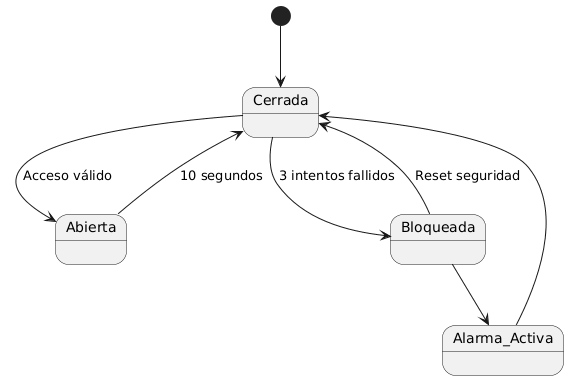 Cerrada
Acceso válido
10 segundos
3 intentos fallidos
Reset seguridad
Abierta
Bloqueada
Alarma_Activa